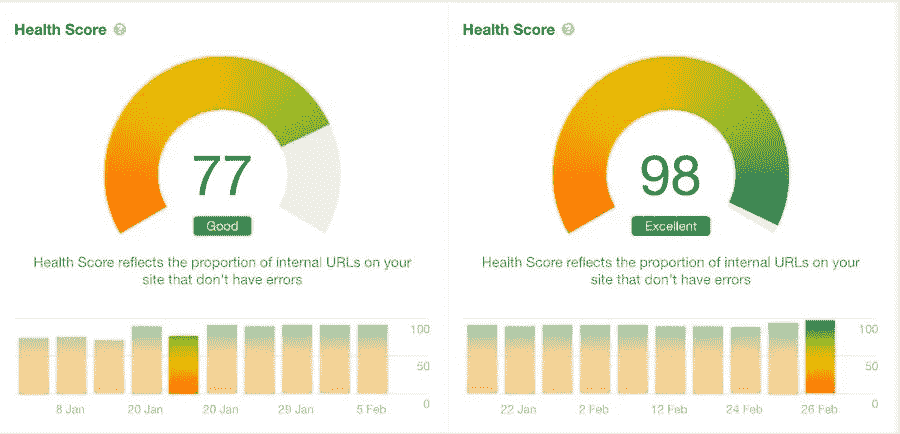 Health Score ?
77
Good
Health Score reflects the proportion of internal URLs on your
site that don't have errors
100
50
0
8 Jan 20 Jan 20 Jan 29 Jan 5 Feb
Health Score ?
98
Excellent
Health Score reflects the proportion of internal URLs on your
site that don't have errors
100
50
0
22 Jan 2 Feb 12 Feb 24 Feb 26 Feb